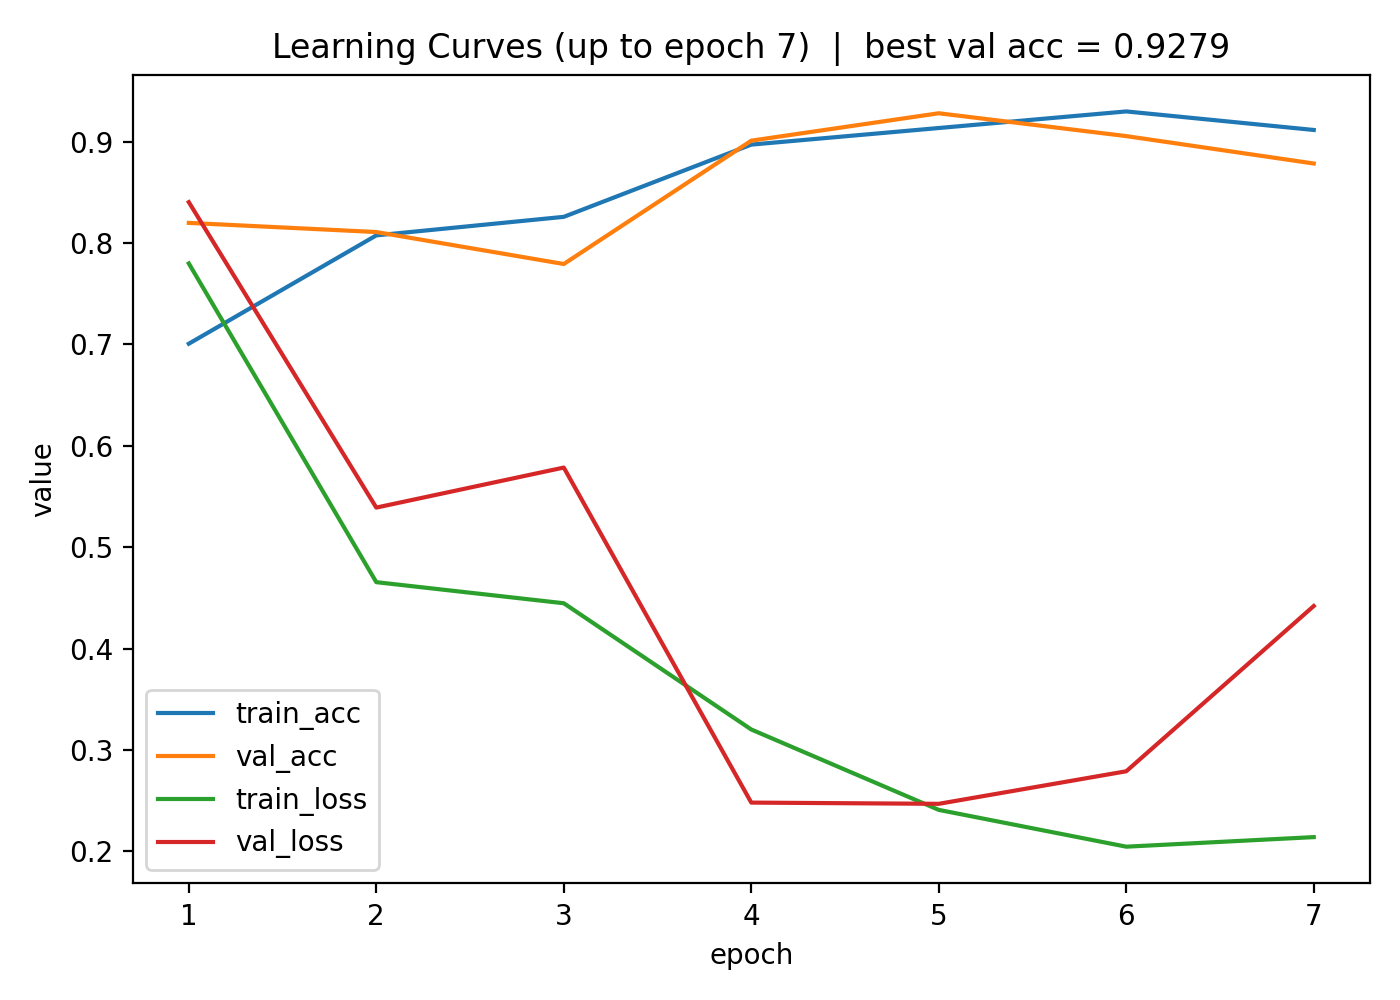 Learning Curves (up to epoch 7) | best val acc = 0.9279
value
0.9
0.8
0.7
0.6
0.5
0.4
0.3
0.2
train_acc
val_acc
train_loss
val_loss
1 2 3 4 5 6 7
epoch